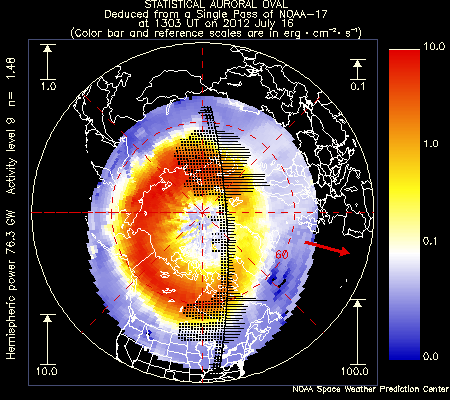 STATISTICAL AURORAL OVAL
Deduced from a Single Pass of NOAA-17
at 1303 UT on 2012 July 16
(Color bar and reference scales are in erg · cm⁻² · s⁻¹)
1.0
0.1
10.0
1.0
0.1
0.0
60
10.0
100.0
Hemispheric power 76.3 GW Activity level 9 n= 1.48
NOAA Space Weather Prediction Center